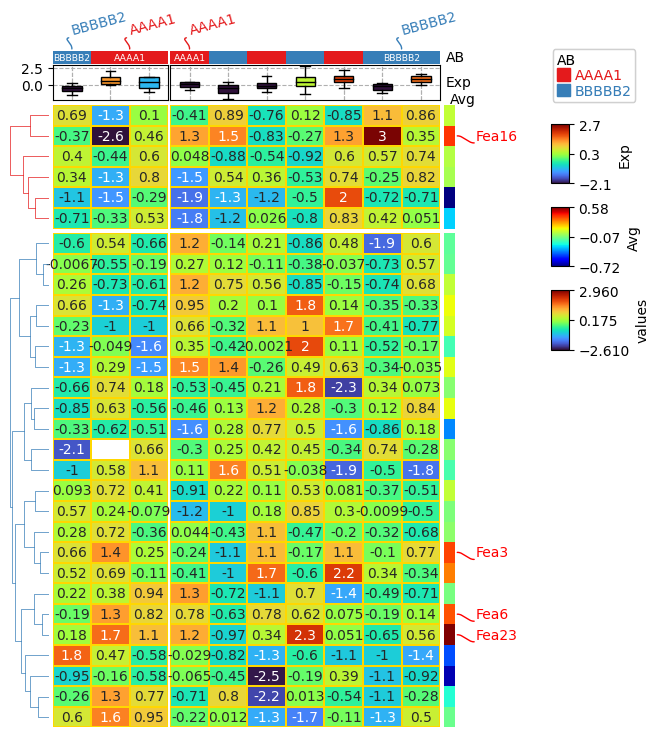 BBBBB2 AAAA1 AAAA1 BBBBB2
BBBBB2 AAAA1 AAAA1 BBBBB2 AB
2.5
0.0
Exp
Avg
0.69 -1.3 0.1 -0.41 0.89 -0.76 0.12 -0.85 1.1 0.86
-0.37 -2.6 0.46 1.3 1.5 -0.83 -0.27 1.3 3 0.35 Fea16
0.4 -0.44 0.6 0.048 -0.88 -0.54 -0.92 0.6 0.57 0.74
0.34 -1.3 0.8 -1.5 0.54 0.36 -0.53 0.74 -0.25 0.82
-1.1 -1.5 -0.29 -1.9 -1.3 -1.2 -0.5 2 -0.72 -0.71
-0.71 -0.33 0.53 -1.8 -1.2 0.026 -0.8 0.83 0.42 0.051
-0.6 0.54 -0.66 1.2 -0.14 0.21 -0.86 0.48 -1.9 0.6
-0.0067 -0.55 -0.19 0.27 0.12 -0.11 -0.38 -0.037 -0.73 0.57
0.26 -0.73 -0.61 1.2 0.75 0.56 -0.85 -0.15 -0.74 0.68
0.66 -1.3 -0.74 0.95 0.2 0.1 1.8 0.14 -0.35 -0.33
-0.23 -1 -1 0.66 -0.32 1.1 1 1.7 -0.41 -0.77
-1.3 -0.049 -1.6 0.35 -0.42 -0.0021 2 0.11 -0.52 -0.17
-1.3 0.29 -1.5 1.5 1.4 -0.26 0.49 0.63 -0.34 -0.035
-0.66 0.74 0.18 -0.53 -0.45 0.21 1.8 -2.3 0.34 0.073
-0.85 0.63 -0.56 -0.46 0.13 1.2 0.28 -0.3 0.12 0.84
-0.33 -0.62 -0.51 -1.6 0.28 0.77 0.5 -1.6 -0.86 0.18
-2.1 0.66 -0.3 0.25 0.42 0.45 -0.34 0.74 -0.28
-1 0.58 1.1 0.11 1.6 0.51 -0.038 -1.9 -0.5 -1.8
0.093 0.72 0.41 -0.91 0.22 0.11 0.53 0.081 -0.37 -0.51
0.57 0.24 -0.079 -1.2 -1 0.18 0.85 0.3 -0.0099 -0.5
0.28 0.72 -0.36 0.044 -0.43 1.1 -0.47 -0.2 -0.32 -0.68
0.66 1.4 0.25 -0.24 -1.1 1.1 -0.17 1.1 -0.1 0.77 Fea3
0.52 0.69 -0.11 -0.41 -1 1.7 -0.6 2.2 0.34 -0.34
0.22 0.38 0.94 1.3 -0.72 -1.1 0.7 -1.4 -0.49 -0.71
-0.19 1.3 0.82 0.78 -0.63 0.78 0.62 0.075 -0.19 0.14 Fea6
0.18 1.7 1.1 1.2 -0.97 0.34 2.3 0.051 -0.65 0.56 Fea23
1.8 0.47 -0.58 -0.029 -0.82 -1.3 -0.6 -1.1 -1 -1.4
-0.95 -0.16 -0.58 -0.065 -0.45 -2.5 -0.19 0.39 -1.1 -0.92
-0.26 1.3 0.77 -0.71 0.8 -2.2 0.013 -0.54 -1.1 -0.28
0.6 1.6 0.95 -0.22 0.012 -1.3 -1.7 -0.11 -1.3 0.5
AB
AAAA1
BBBBB2
2.7
0.3
−2.1
Exp
0.58
−0.07
−0.72
Avg
2.960
0.175
−2.610
values